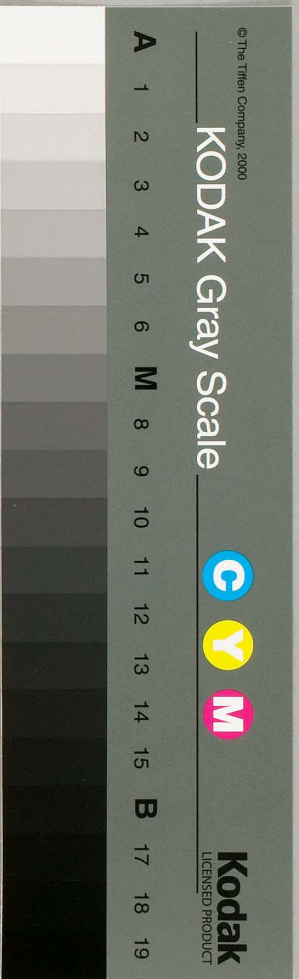 © The Tiffen Company, 2000
KODAK Gray Scale
C Y M
Kodak
LICENSED PRODUCT
A 1 2 3 4 5 6 M 8 9 10 11 12 13 14 15 B 17 18 19